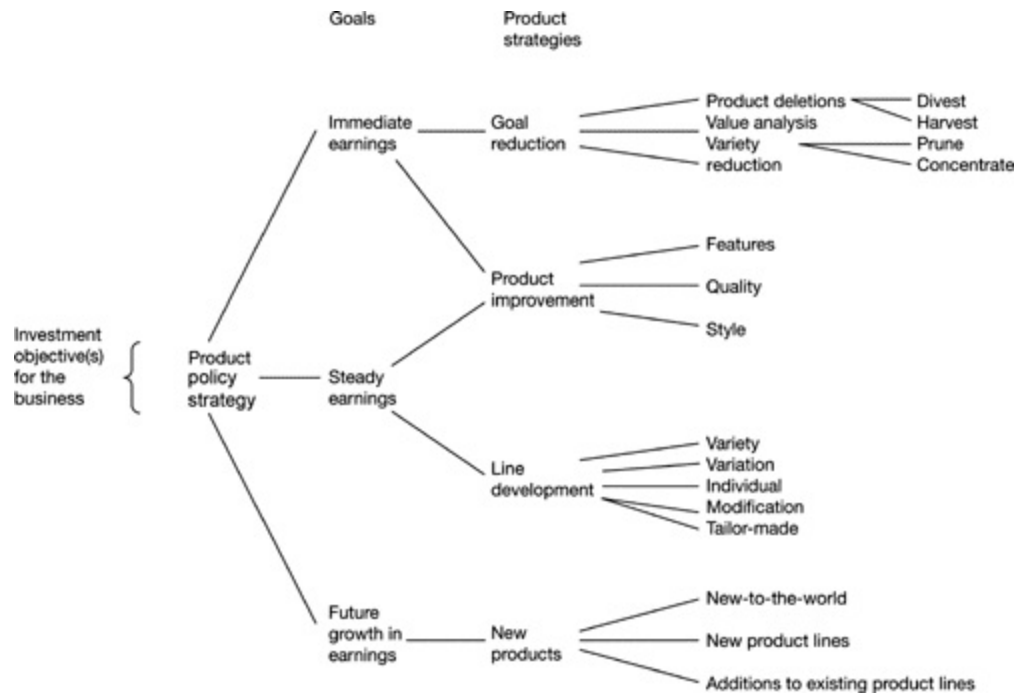 Goals
Product
strategies
Immediate
earnings
Goal
reduction
Product deletions
Value analysis
Variety
reduction
Divest
Harvest
Prune
Concentrate
Product
improvement
Features
Quality
Style
Investment
objective(s)
for the
business
Product
policy
strategy
Steady
earnings
Line
development
Variety
Variation
Individual
Modification
Tailor-made
Future
growth in
earnings
New
products
New-to-the-world
New product lines
Additions to existing product lines